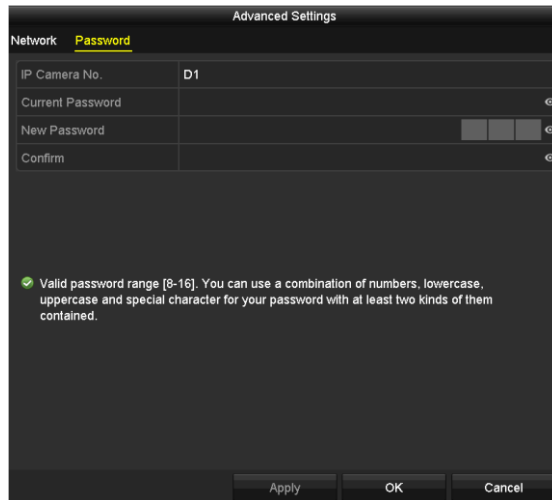 Advanced Settings
Network Password
IP Camera No. D1
Current Password
New Password
Confirm
Valid password range [8-16]. You can use a combination of numbers, lowercase,
uppercase and special character for your password with at least two kinds of them
contained.
Apply OK Cancel